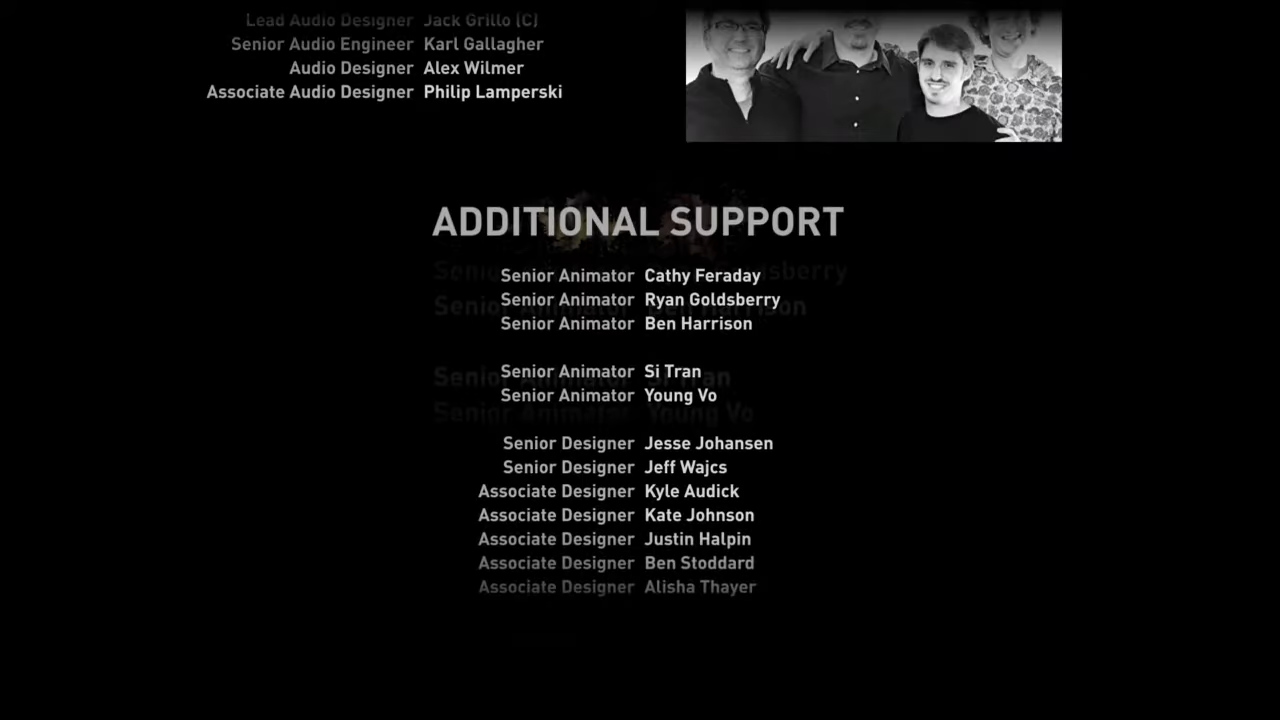 Lead Audio Designer Jack Grillo (C)
Senior Audio Engineer Karl Gallagher
Audio Designer Alex Wilmer
Associate Audio Designer Philip Lamperski
ADDITIONAL SUPPORT
Senior Animator Cathy Feraday
Senior Animator Ryan Goldsberry
Senior Animator Ben Harrison
Senior Animator Si Tran
Senior Animator Young Vo
Senior Designer Jesse Johansen
Senior Designer Jeff Wajcs
Associate Designer Kyle Audick
Associate Designer Kate Johnson
Associate Designer Justin Halpin
Associate Designer Ben Stoddard
Associate Designer Alisha Thayer